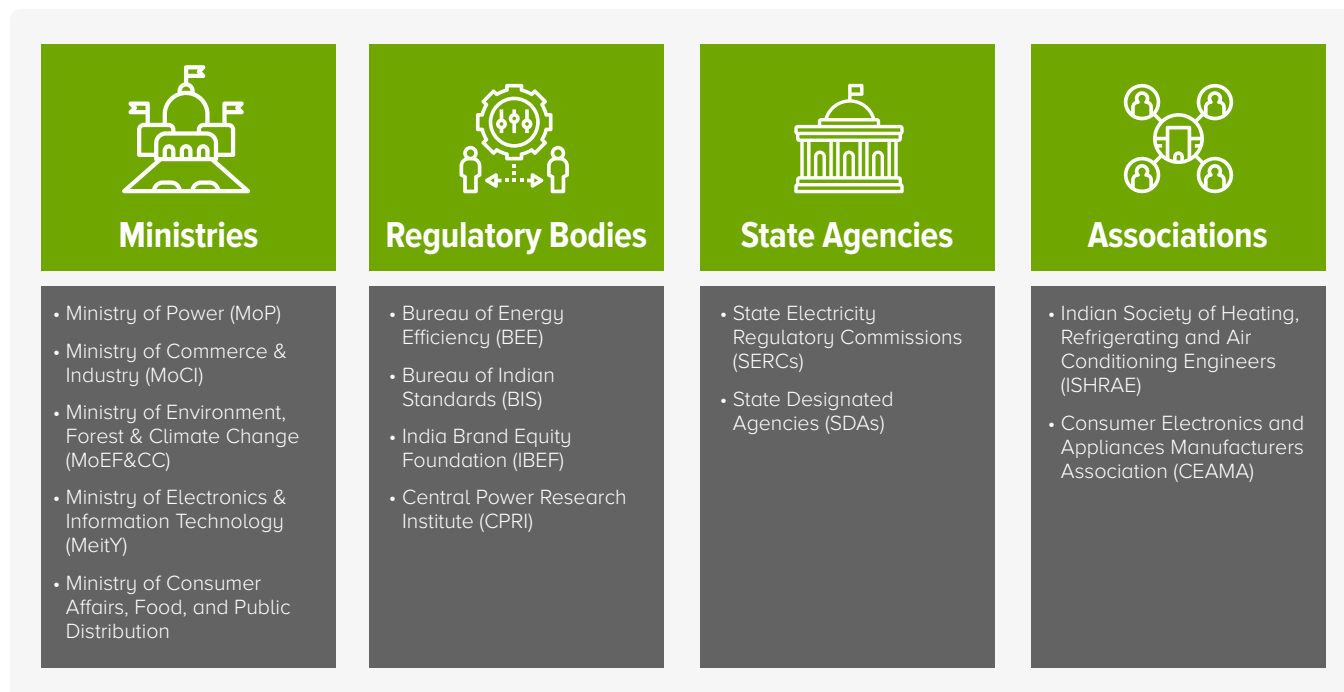 Ministries
• Ministry of Power (MoP)
• Ministry of Commerce &
Industry (MoCI)
• Ministry of Environment,
Forest & Climate Change
(MoEF&CC)
• Ministry of Electronics &
Information Technology
(MeitY)
• Ministry of Consumer
Affairs, Food, and Public
Distribution
Regulatory Bodies
• Bureau of Energy
Efficiency (BEE)
• Bureau of Indian
Standards (BIS)
• India Brand Equity
Foundation (IBEF)
• Central Power Research
Institute (CPRI)
State Agencies
• State Electricity
Regulatory Commissions
(SERCs)
• State Designated
Agencies (SDAs)
Associations
• Indian Society of Heating,
Refrigerating and Air
Conditioning Engineers
(ISHRAE)
• Consumer Electronics and
Appliances Manufacturers
Association (CEAMA)